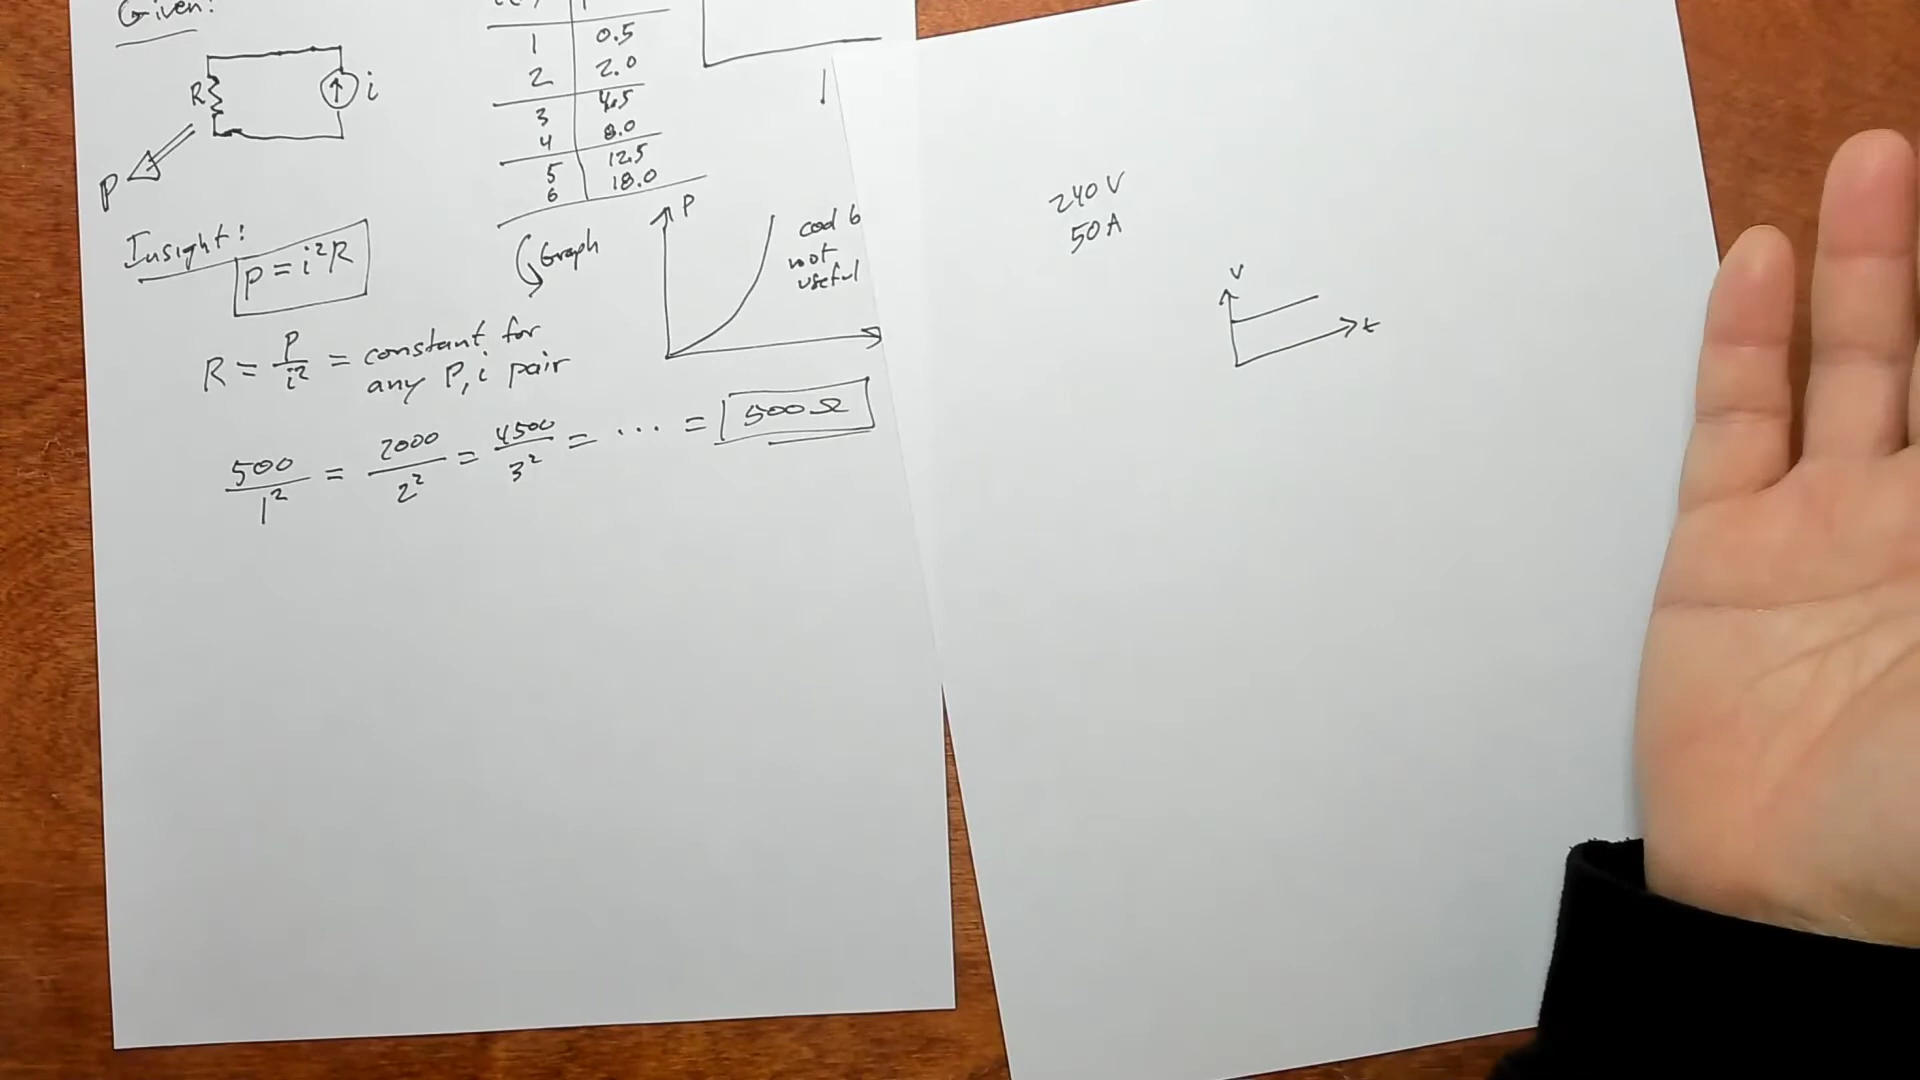 Given:
R
i
P
1 0.5
2 2.0
3 4.5
4 8.0
5 12.5
6 18.0
Insight:
P = i²R
Graph
P
cool b
not
useful
R = P/i² = constant for
any P, i pair
500/1² = 2000/2² = 4500/3² = ... = 500Ω
240 V
50 A
V
t